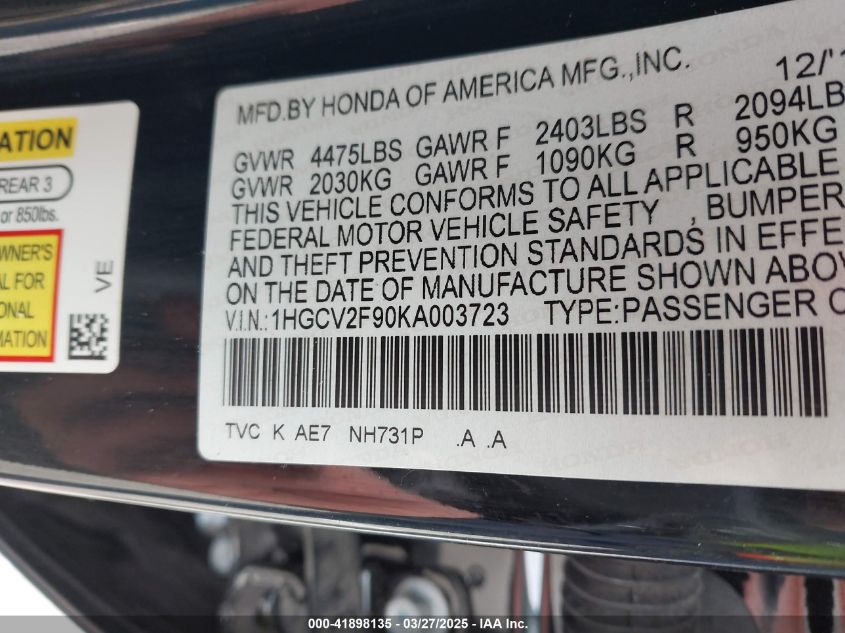 ATION
REAR 3
or 850lbs.
OWNER'S
AL FOR
ONAL
MATION
VE
MFD.BY HONDA OF AMERICA MFG.,INC. 12/'1
GVWR 4475LBS GAWR F 2403LBS R 2094LB
GVWR 2030KG GAWR F 1090KG R 950KG
THIS VEHICLE CONFORMS TO ALL APPLICABLE
FEDERAL MOTOR VEHICLE SAFETY , BUMPER
AND THEFT PREVENTION STANDARDS IN EFFE
ON THE DATE OF MANUFACTURE SHOWN ABOV
V.I.N.:1HGCV2F90KA003723 TYPE:PASSENGER C
TVC K AE7 NH731P .A .A
000-41898135 - 03/27/2025 - IAAI Inc.